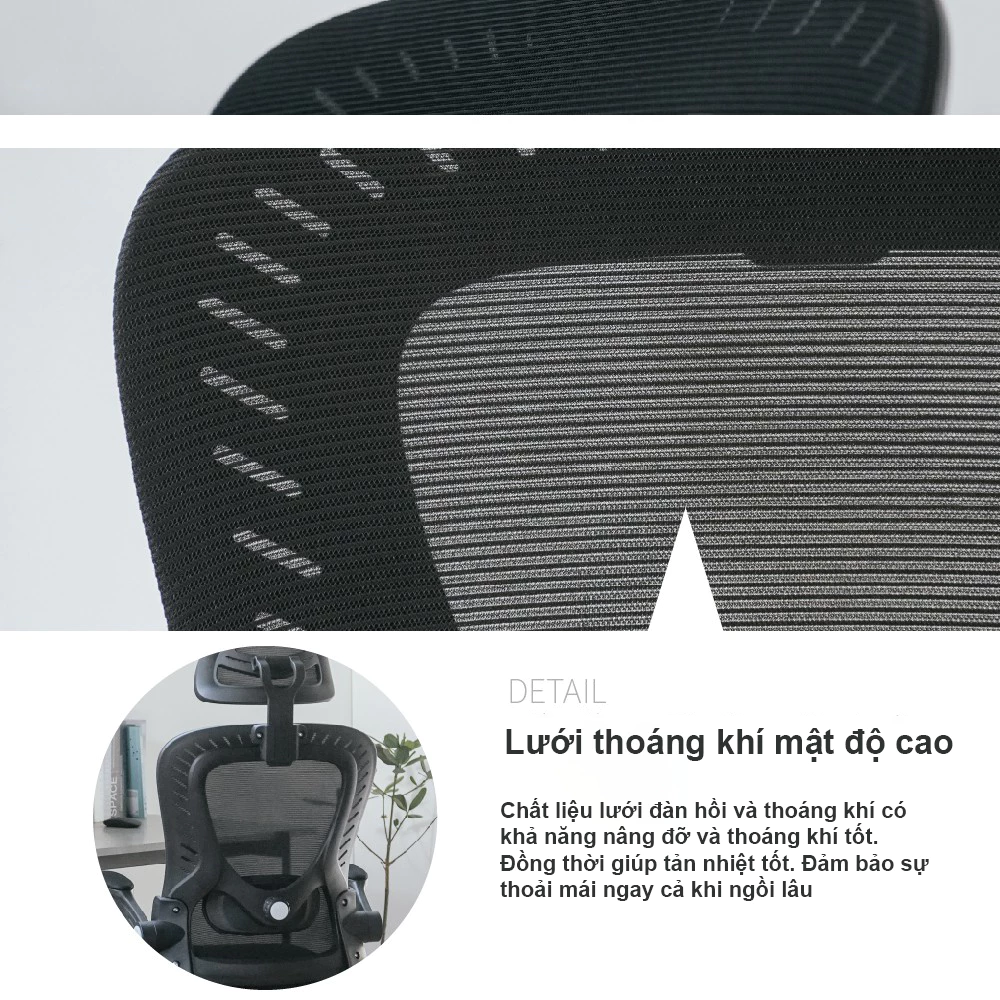 SPACE
DETAIL
Lưới thoáng khí mật độ cao
Chất liệu lưới đàn hồi và thoáng khí có
khả năng nâng đỡ và thoáng khí tốt.
Đồng thời giúp tản nhiệt tốt. Đảm bảo sự
thoải mái ngay cả khi ngồi lâu